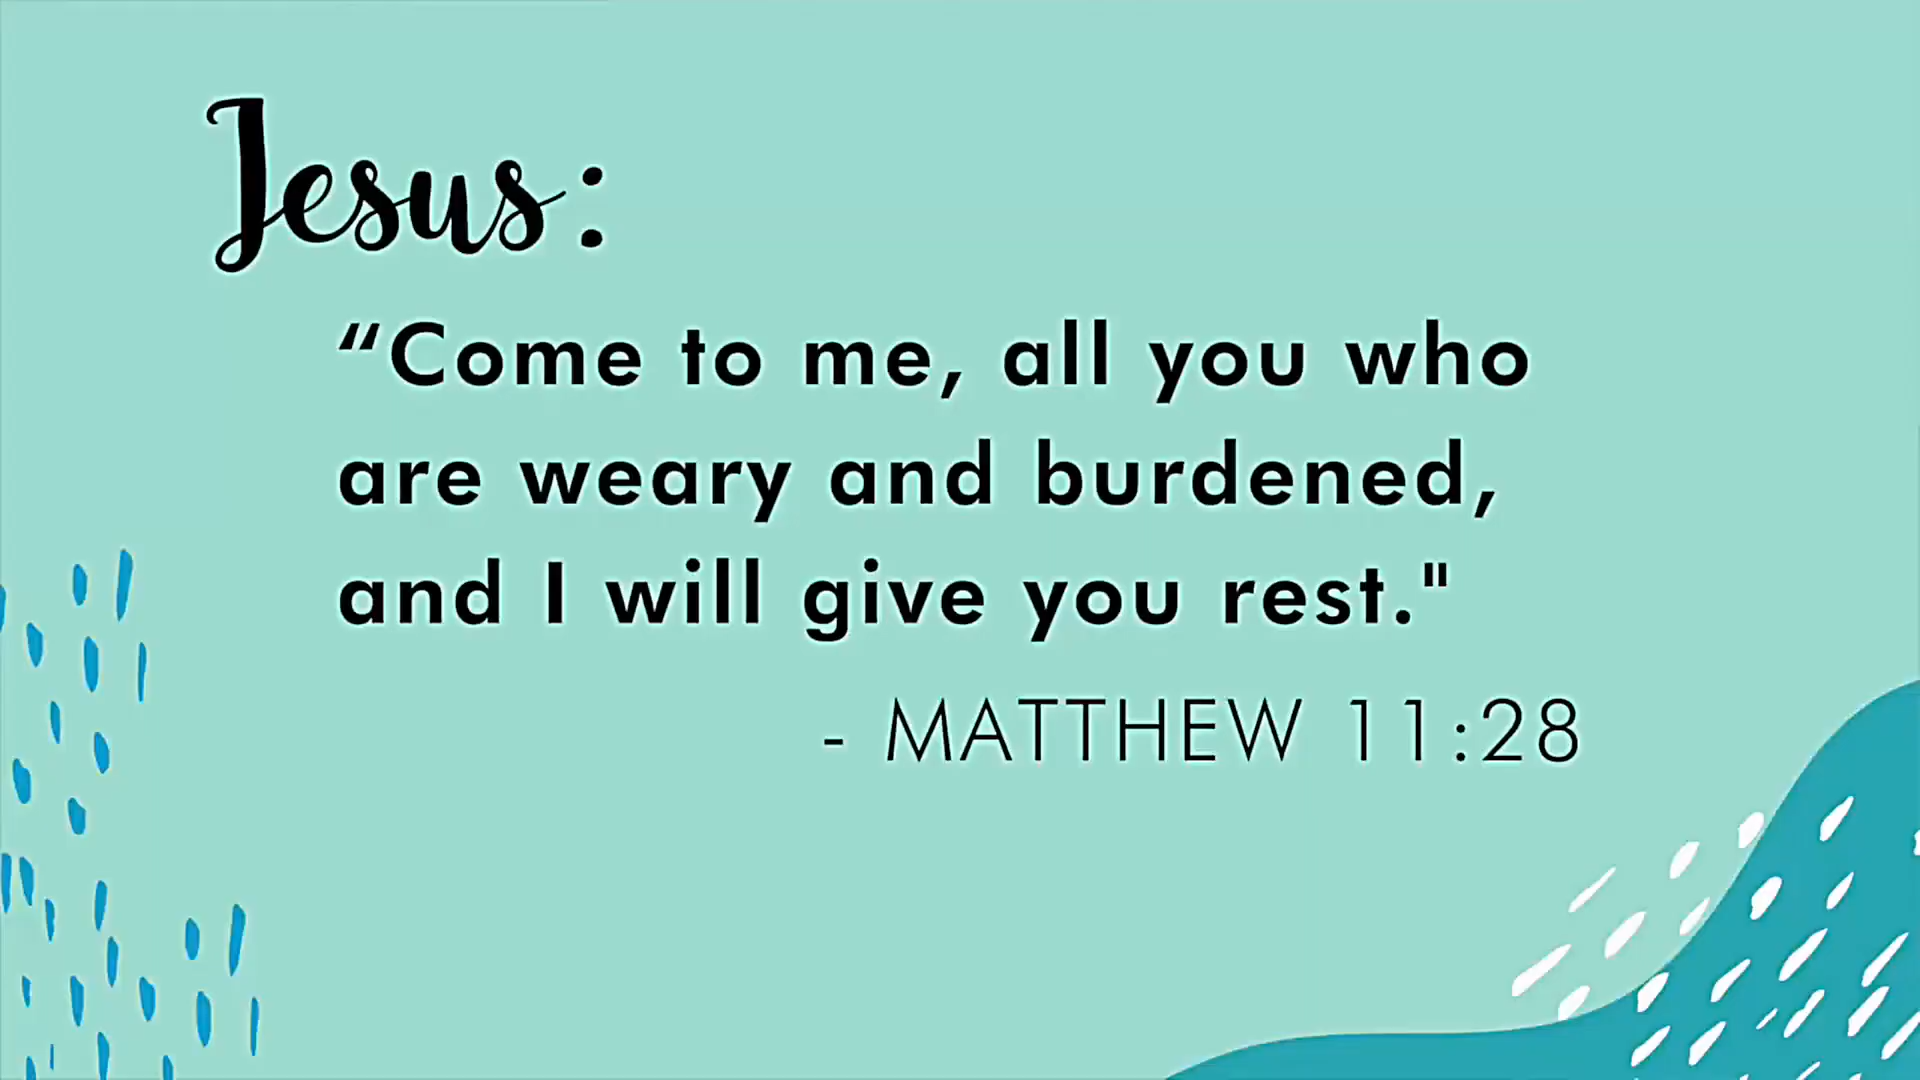 Jesus:
“Come to me, all you who
are weary and burdened,
and I will give you rest."
- MATTHEW 11:28